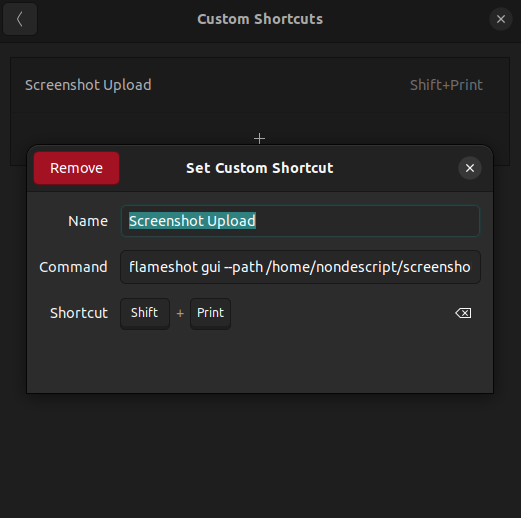 Custom Shortcuts
Screenshot Upload Shift+Print
Remove Set Custom Shortcut
Name Screenshot Upload
Command flameshot gui --path /home/nondescript/screensho
Shortcut Shift + Print